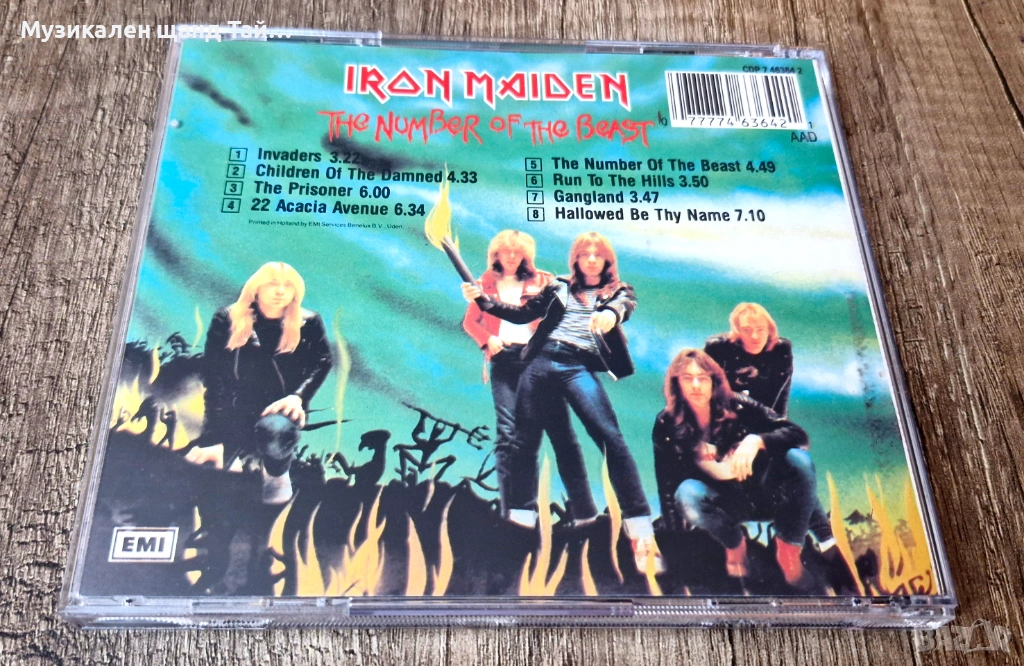 Музикален щанд Тай...
IRON MAIDEN
THE NUMBER OF THE BEAST
CDP 7 46364 2
0 77774 63642 1
AAD
1 Invaders 3.22
2 Children Of The Damned 4.33
3 The Prisoner 6.00
4 22 Acacia Avenue 6.34
5 The Number Of The Beast 4.49
6 Run To The Hills 3.50
7 Gangland 3.47
8 Hallowed Be Thy Name 7.10
Printed in Holland by EMI Services Benelux B.V., Uden.
EMI
BAZAR